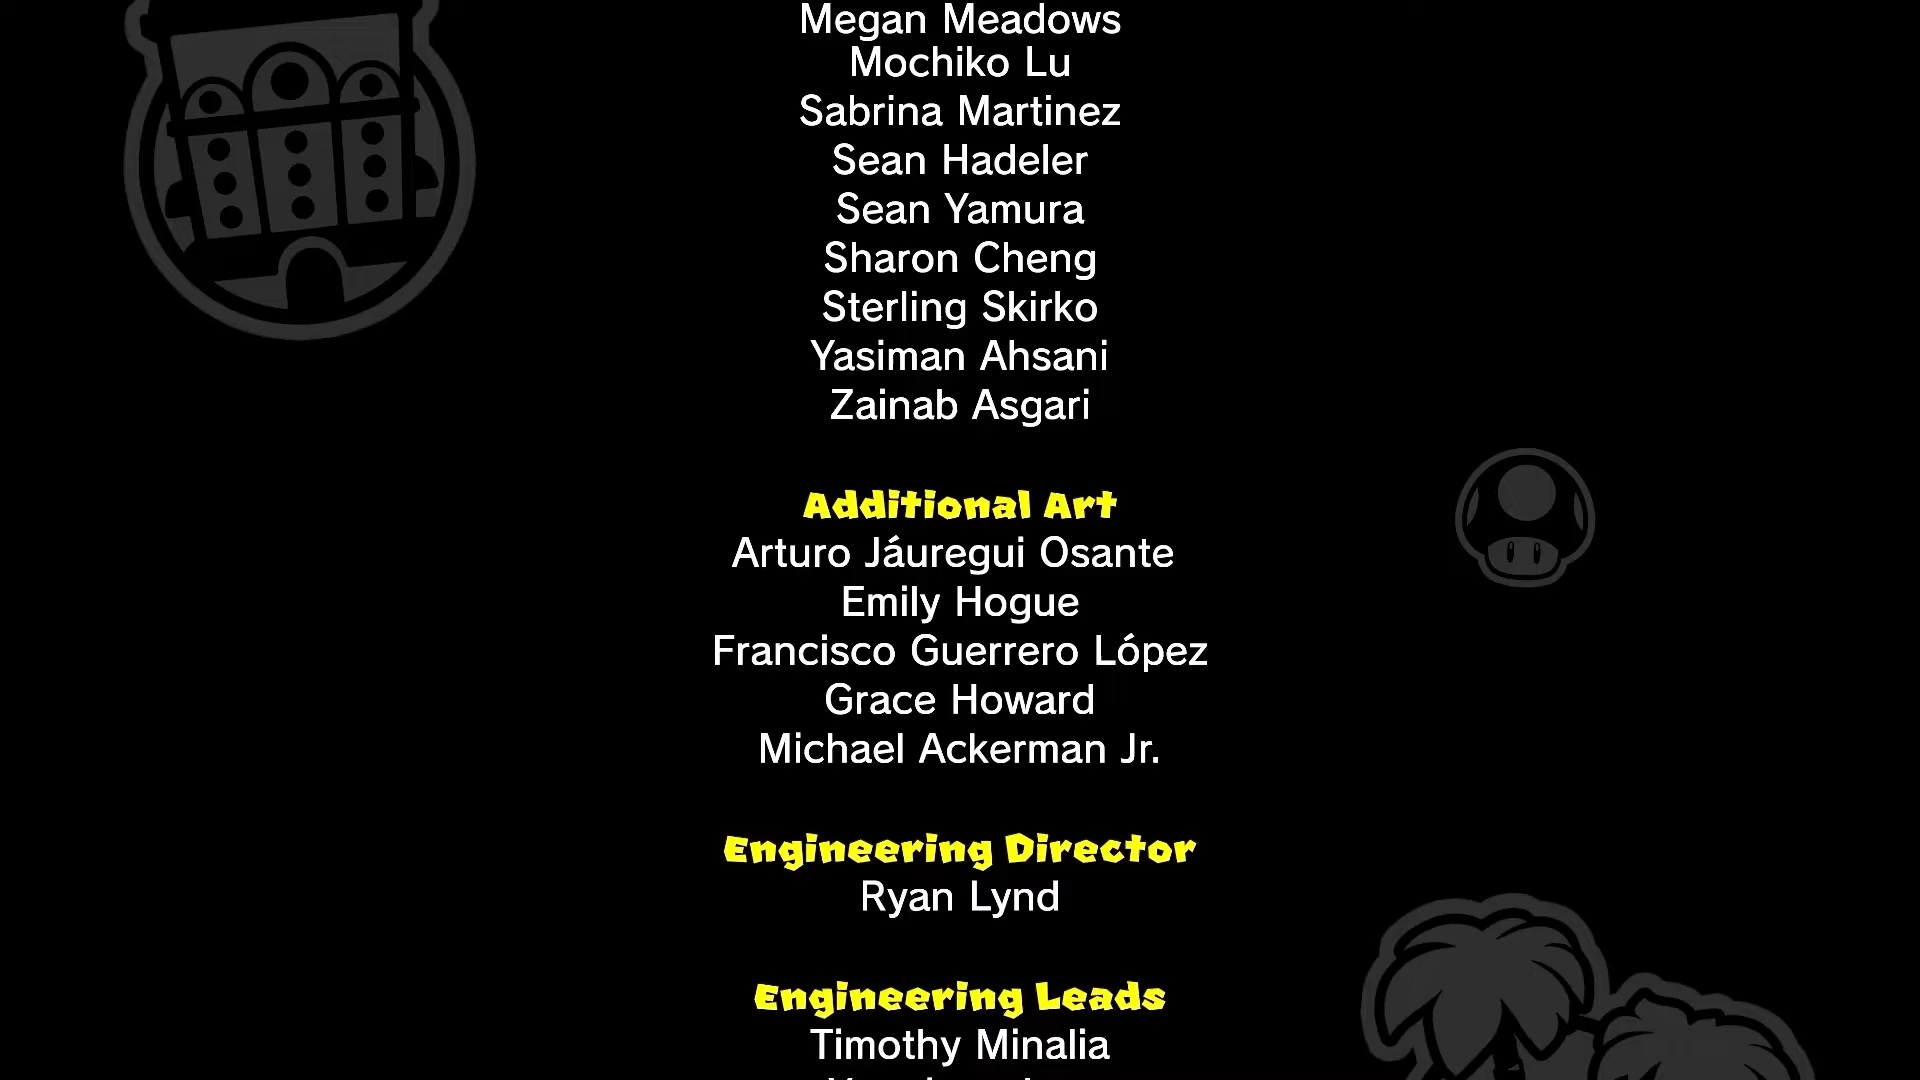 Megan Meadows
Mochiko Lu
Sabrina Martinez
Sean Hadeler
Sean Yamura
Sharon Cheng
Sterling Skirko
Yasiman Ahsani
Zainab Asgari
Additional Art
Arturo Jáuregui Osante
Emily Hogue
Francisco Guerrero López
Grace Howard
Michael Ackerman Jr.
Engineering Director
Ryan Lynd
Engineering Leads
Timothy Minalia